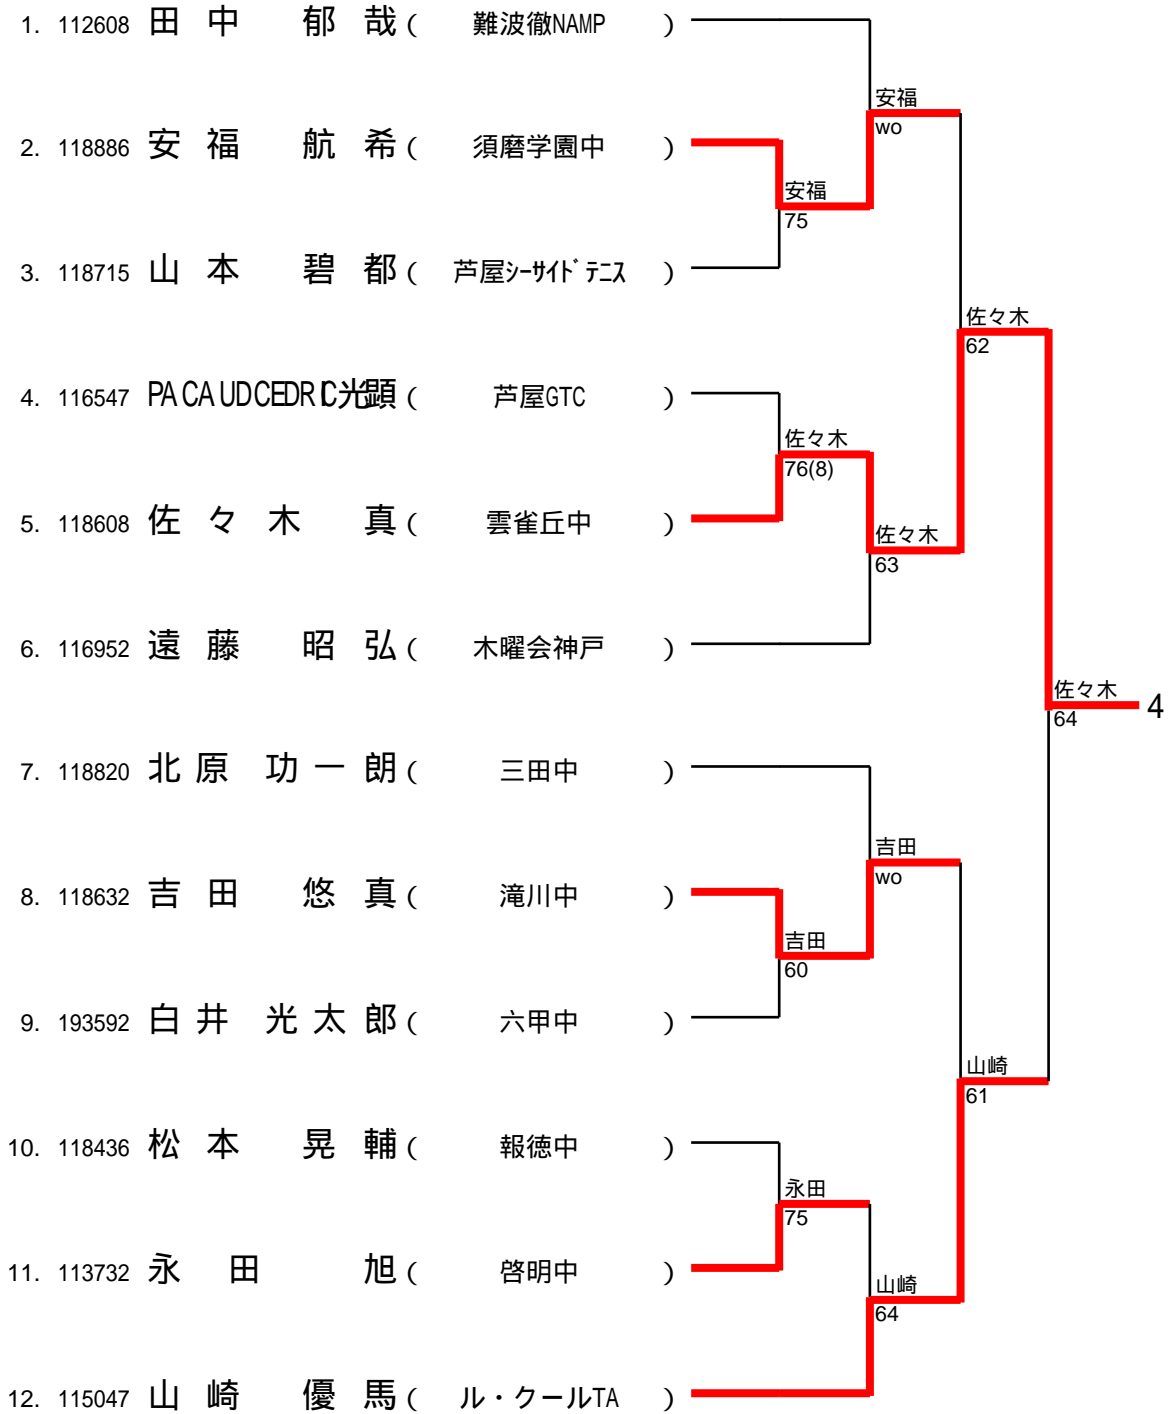 1. 112608 田中 郁哉 ( 難波徹NAMP )
安福
wo
2. 118886 安福 航希 ( 須磨学園中 )
安福
75
3. 118715 山本 碧都 ( 芦屋シーサイドテニス )
佐々木
62
4. 116547 PACAUDCEDRIC光顕 ( 芦屋GTC )
佐々木
76(8)
5. 118608 佐々木 真 ( 雲雀丘中 )
佐々木
63
6. 116952 遠藤 昭弘 ( 木曜会神戸 )
佐々木
64
4
7. 118820 北原 功一朗 ( 三田中 )
吉田
wo
8. 118632 吉田 悠真 ( 滝川中 )
吉田
60
9. 193592 白井 光太郎 ( 六甲中 )
山崎
61
10. 118436 松本 晃輔 ( 報徳中 )
永田
75
11. 113732 永田 旭 ( 啓明中 )
山崎
64
12. 115047 山崎 優馬 ( ル・クールTA )